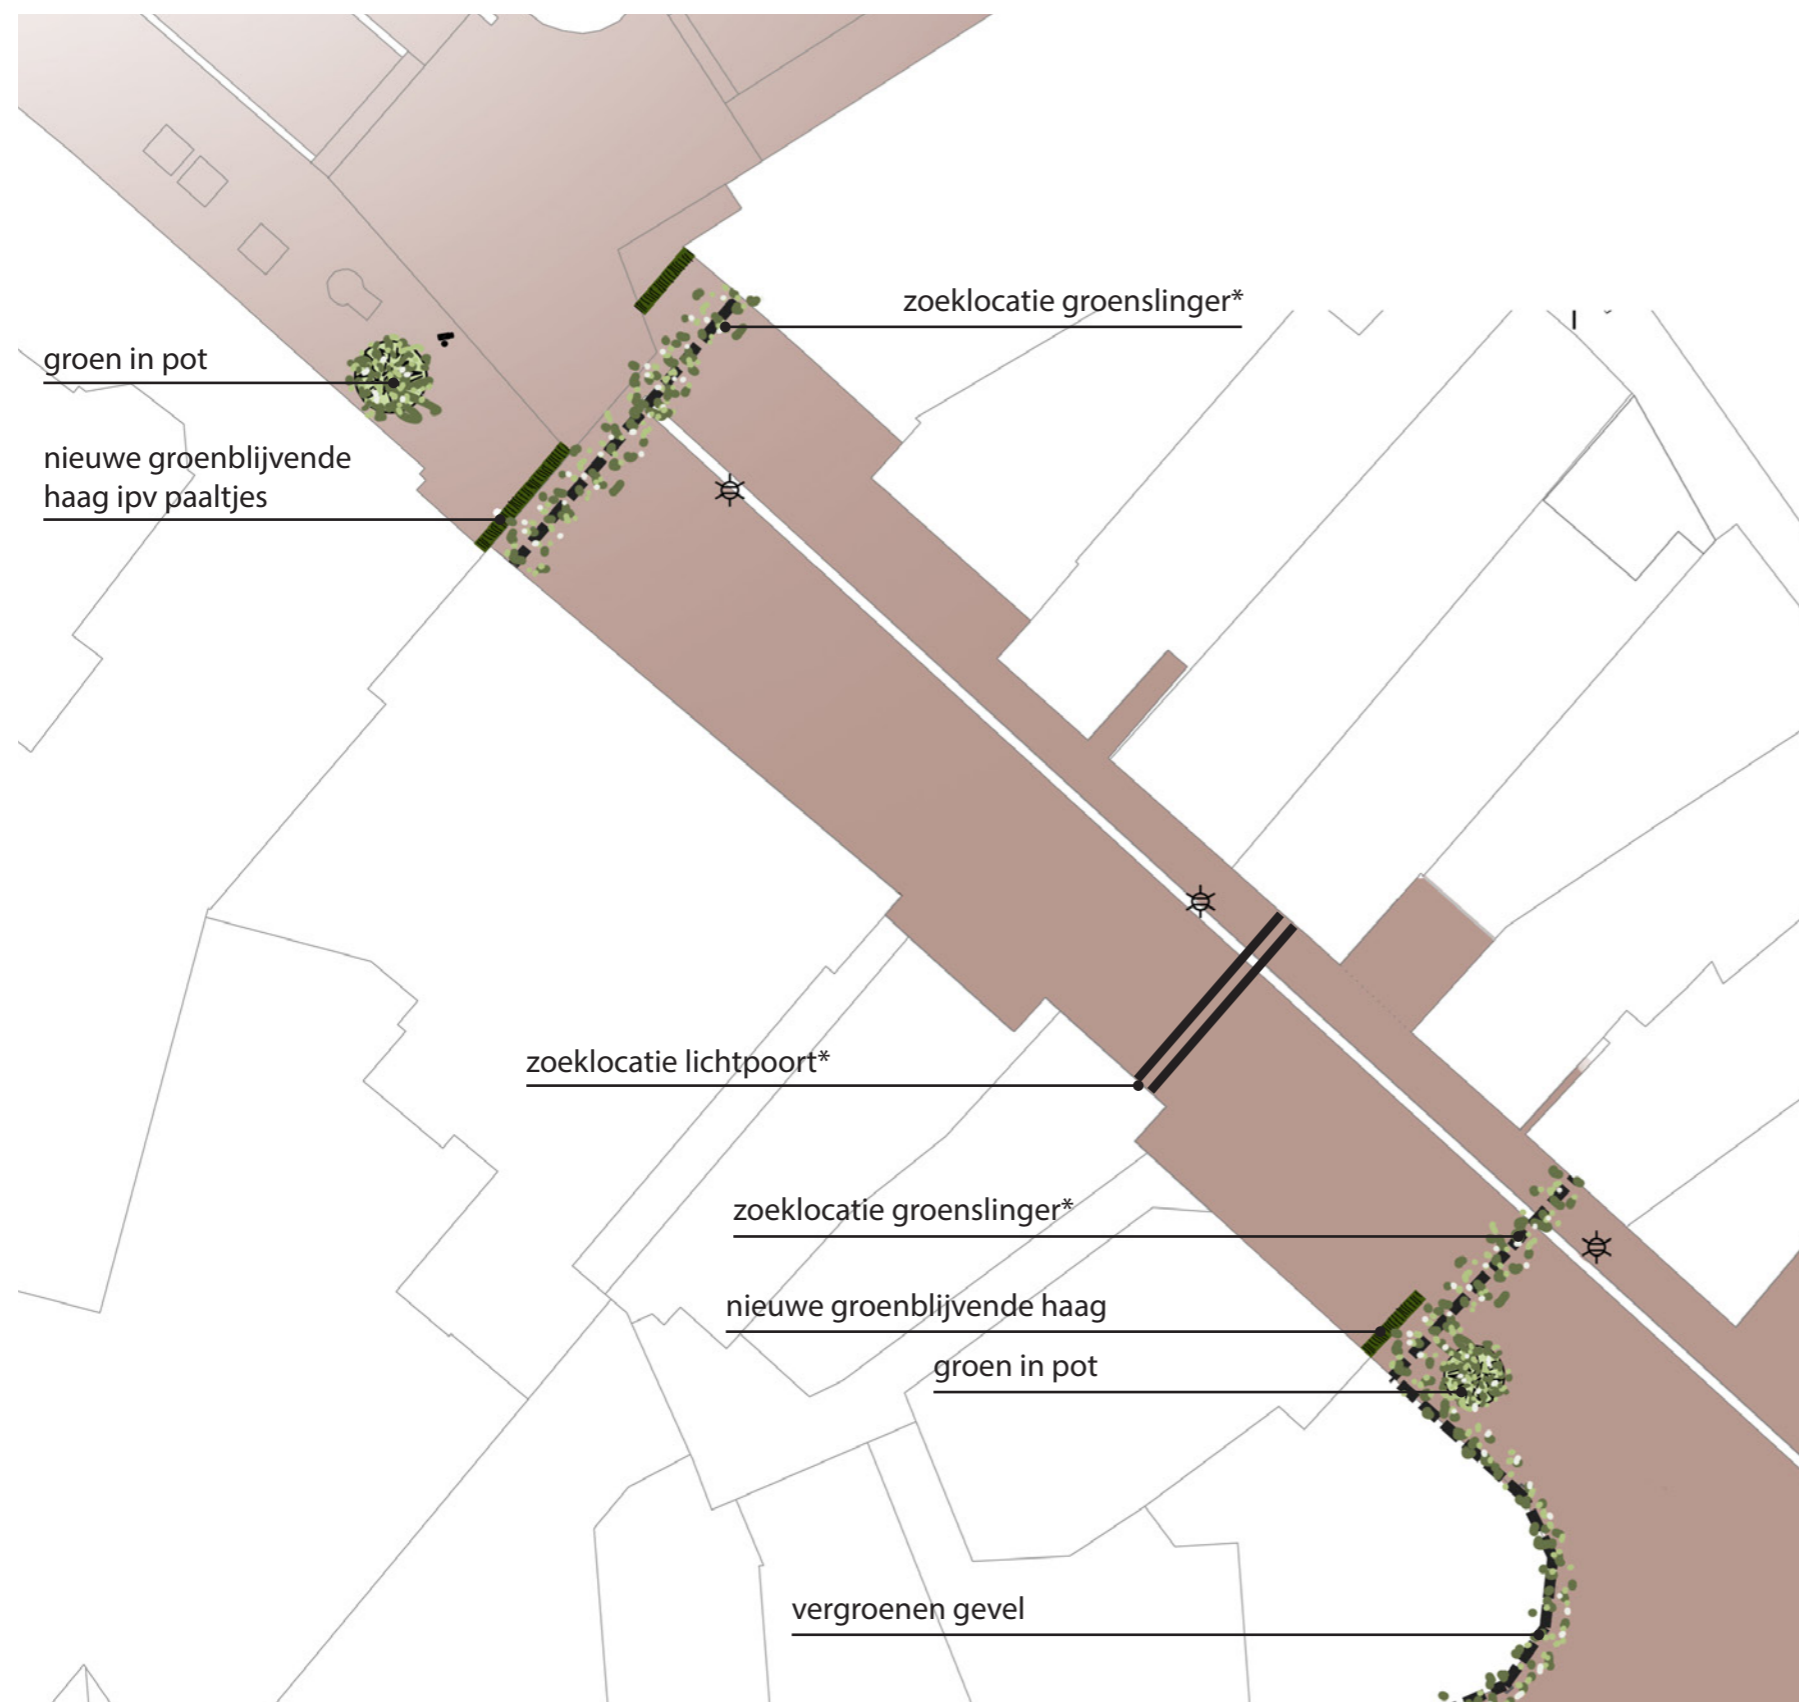 zoeklocatie groenslinger*
groen in pot
nieuwe groenblijvende
haag ipv paaltjes
zoeklocatie lichtpoort*
zoeklocatie groenslinger*
nieuwe groenblijvende haag
groen in pot
vergroenen gevel